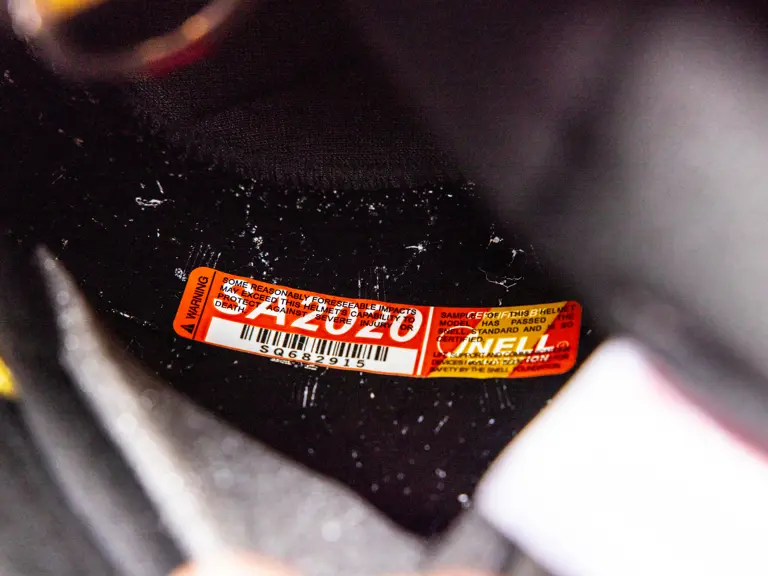 WARNING
SOME REASONABLY FORESEEABLE IMPACTS
MAY EXCEED THIS HELMET'S CAPABILITY TO
PROTECT AGAINST SEVERE INJURY OR
DEATH
SA2020
SQ682915
SAMPLE OF THIS HELMET
MODEL HAS PASSED THE
SNELL STANDARD AND IS SO
CERTIFIED
SNELL
SAFETY BY THE SNELL FOUNDATION.